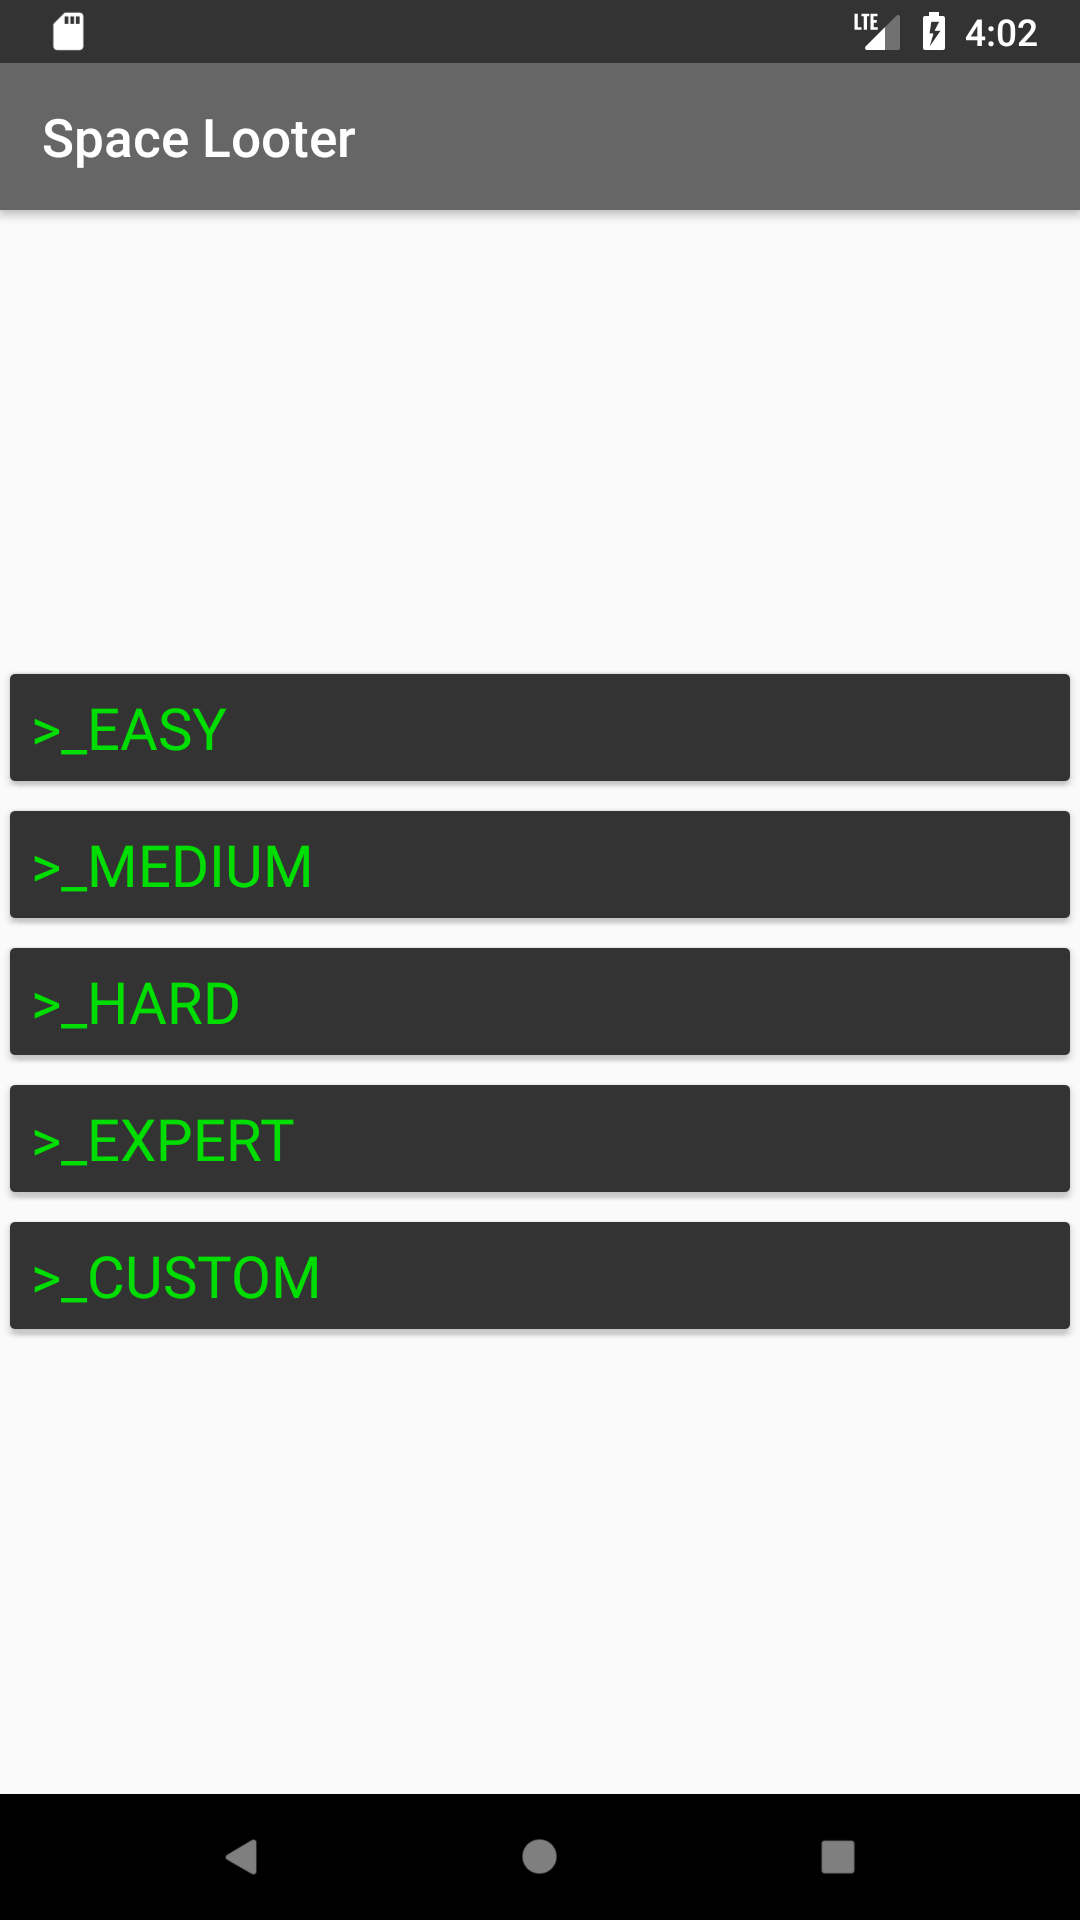 LTE 4:02
Space Looter
>_EASY
>_MEDIUM
>_HARD
>_EXPERT
>_CUSTOM